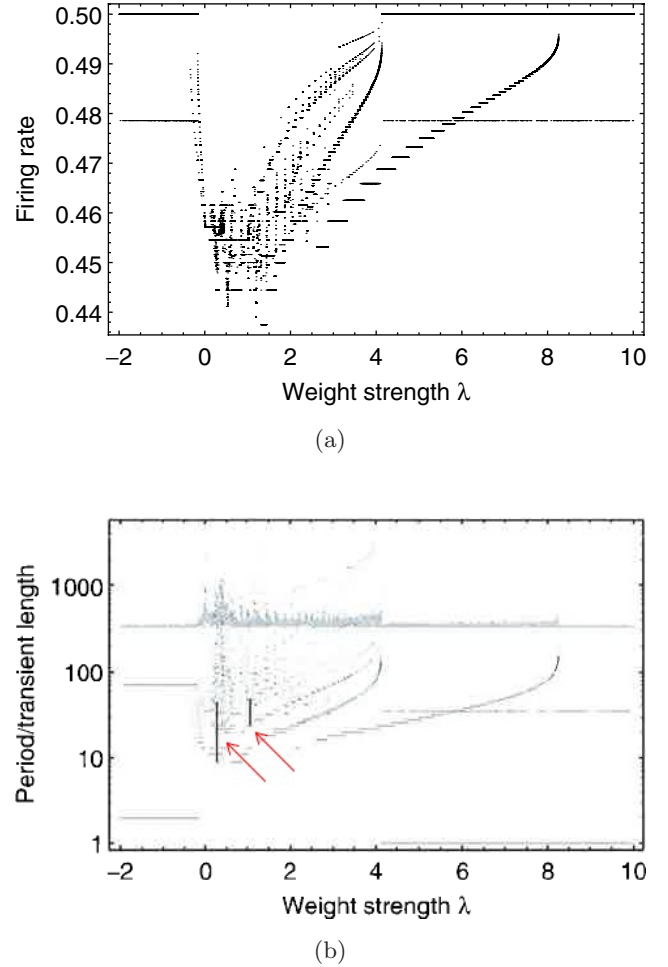 0.50
0.49
0.48
0.47
0.46
0.45
0.44
Firing rate
−2 0 2 4 6 8 10
Weight strength λ
(a)
1000
100
10
1
Period/transient length
−2 0 2 4 6 8 10
Weight strength λ
(b)